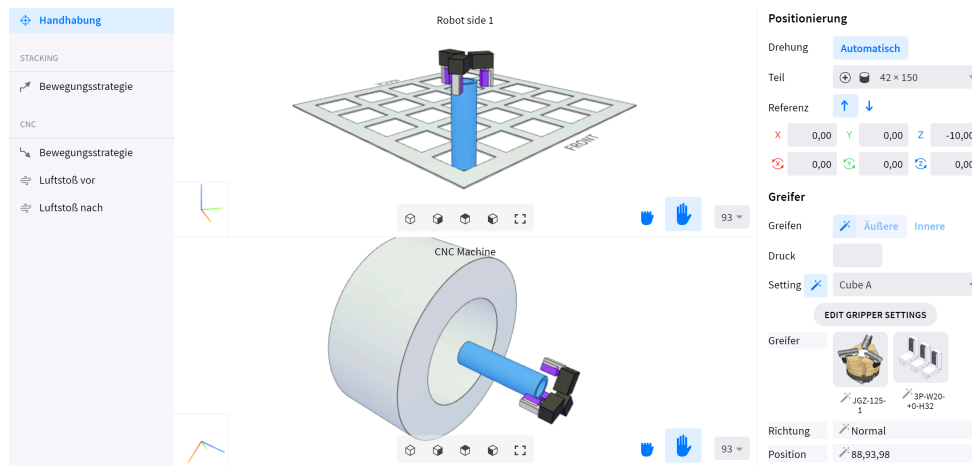 Handhabung
STACKING
Bewegungsstrategie
CNC
Bewegungsstrategie
Luftstoß vor
Luftstoß nach
Robot side 1
FRONT
93
CNC Machine
93
Positionierung
Drehung Automatisch
Teil 42 × 150
Referenz
X 0,00 Y 0,00 Z -10,00
X 0,00 Y 0,00 Z 0,00
Greifer
Greifen Äußere Innere
Druck
Setting Cube A
EDIT GRIPPER SETTINGS
Greifer
JGZ-125-
1
3P-W20-
+0-H32
Richtung Normal
Position 88,93,98